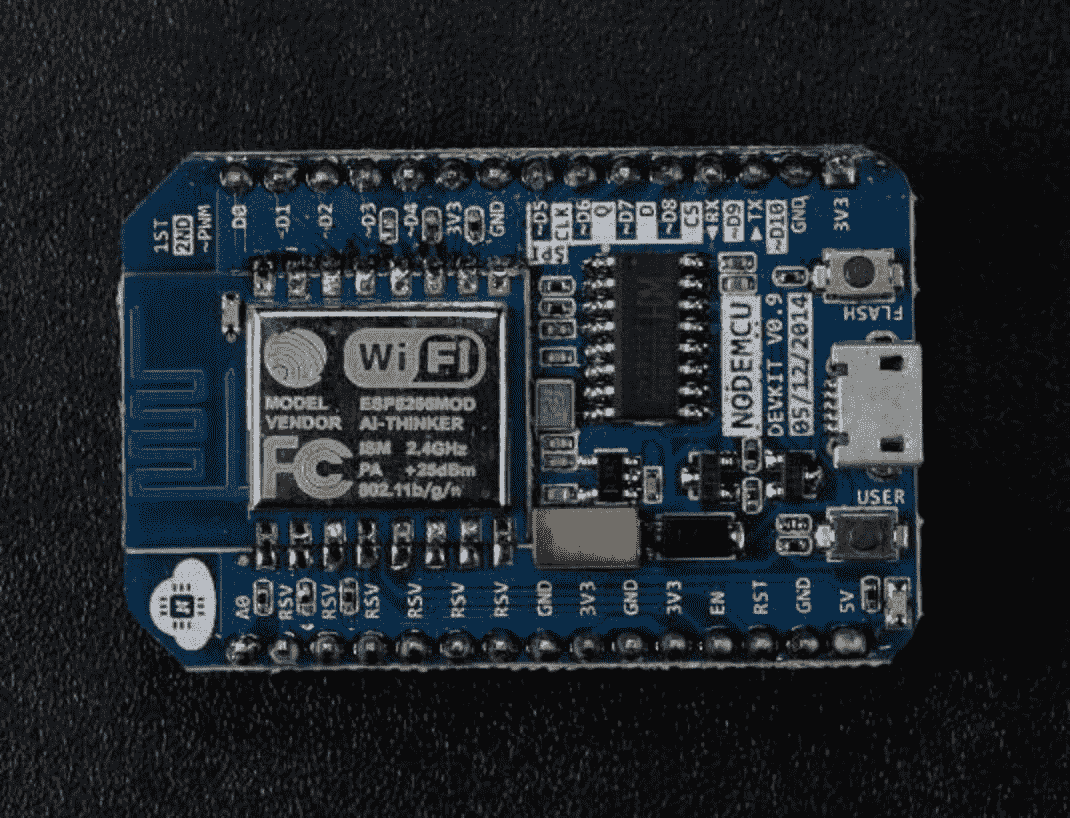 1ST
2ND
~PWM
D0
~D1
~D2
~D3
~D4
3V3
GND
~D5
CLK
~D6
Q
~D7
D
~D8
CS
RX
~D9
TX
~D10
GND
3V3
SPI
FLASH
NODEMCU
DEVKIT V0.9
05/12/2014
WiFi
MODEL ESP8266MOD
VENDOR AI-THINKER
FC
ISM 2.4GHz
PA +25dBm
802.11b/g/n
USER
A0
RSV
RSV
RSV
RSV
RSV
RSV
GND
3V3
GND
3V3
EN
RST
GND
5V